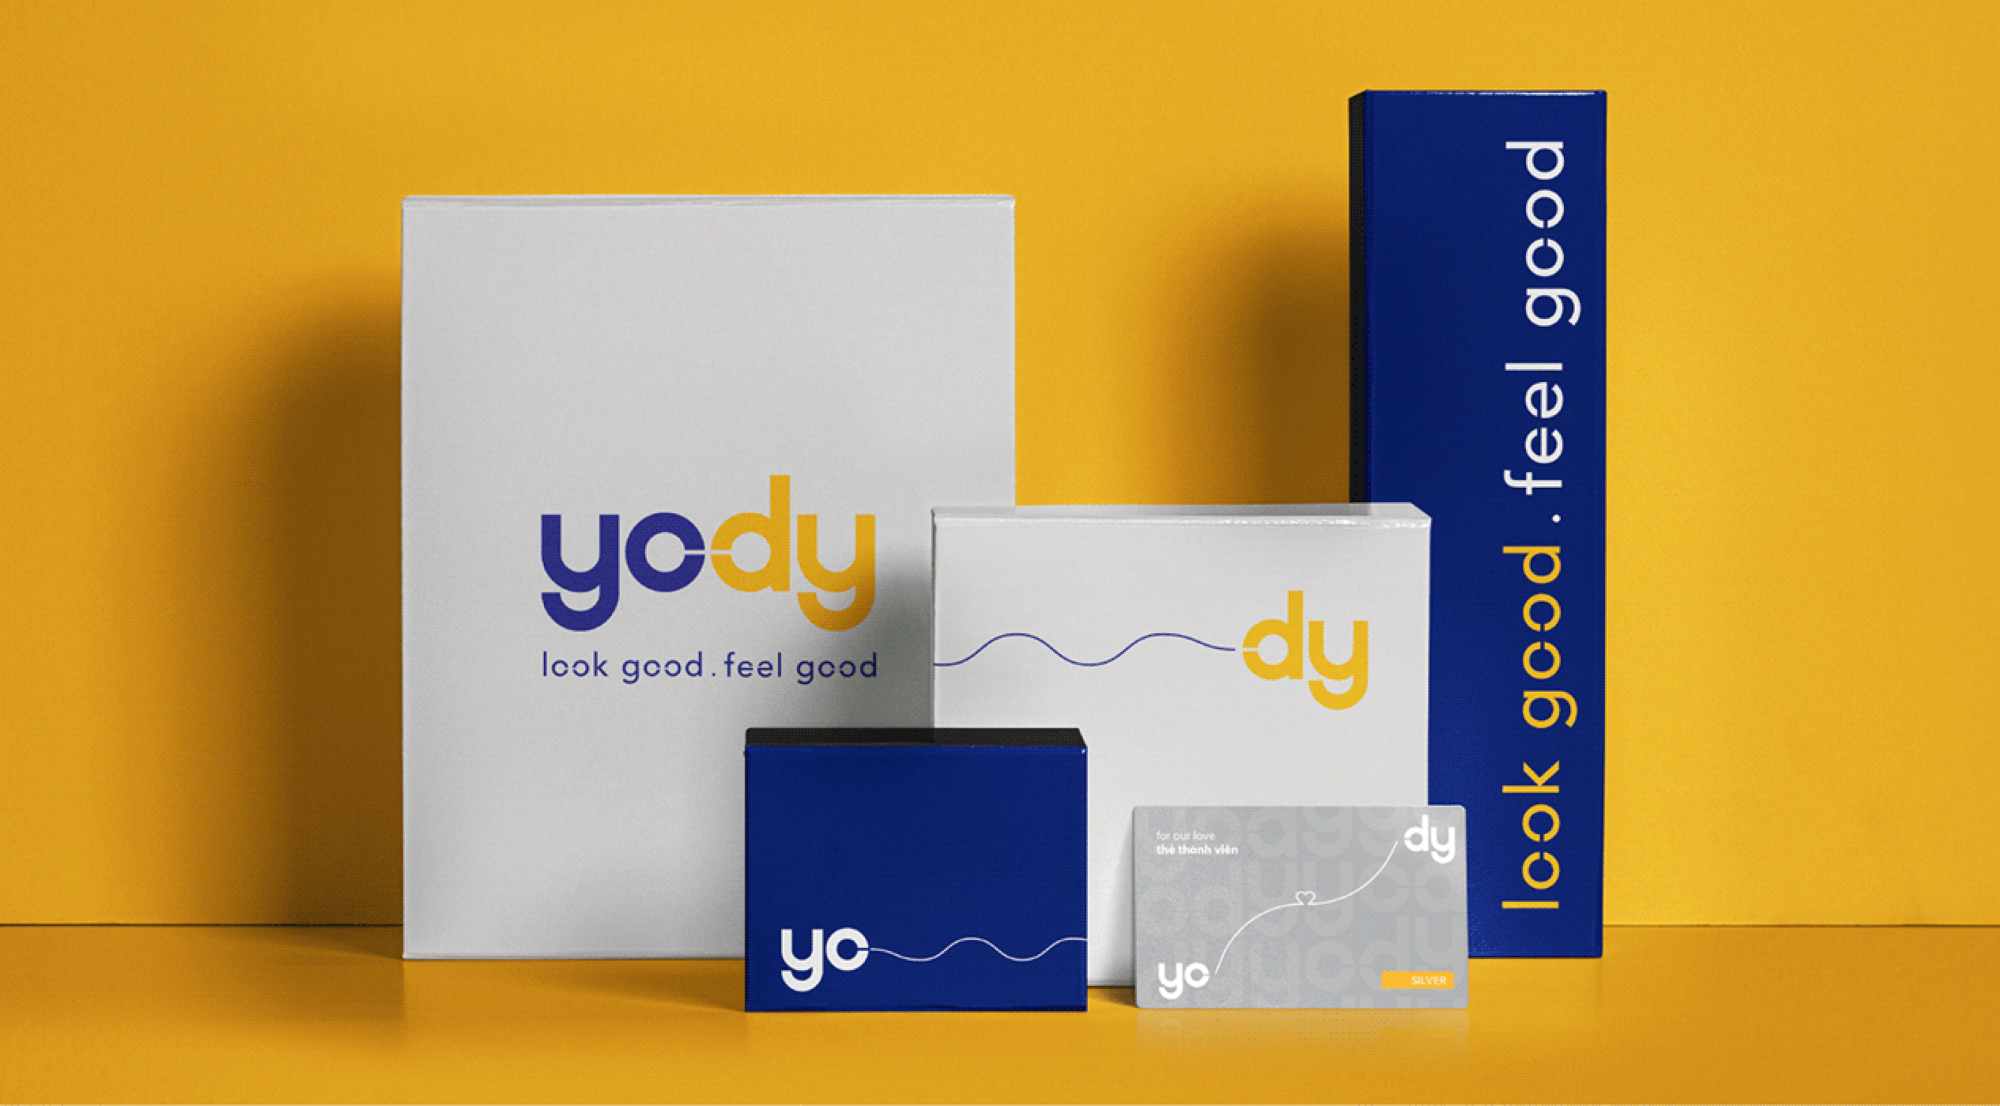 yody
look good.feel good
dy
yo
look good.feel good
for our love
thẻ thành viên
dy
yo
SILVER